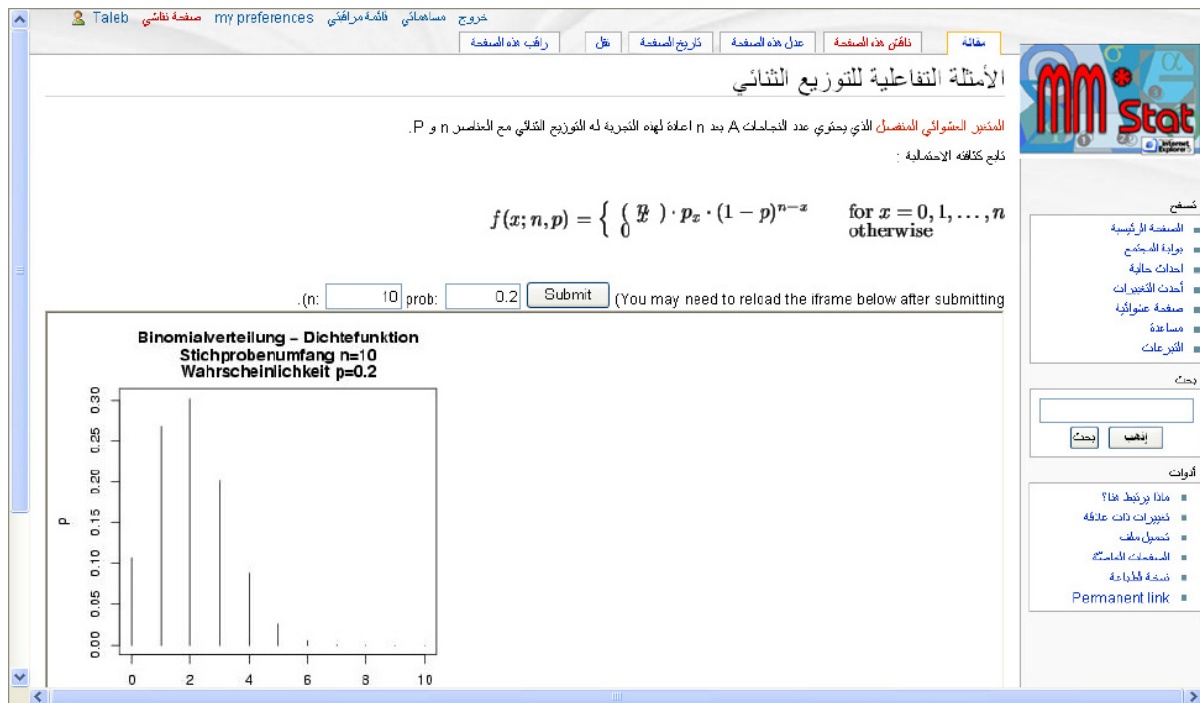 خروج مساهماتي قائمة مراقبتي my preferences صفحة نقاشي Taleb
مقالة ناقش هذه الصفحة عدل هذه الصفحة تاريخ الصفحة نقل راقب هذه الصفحة
الأمثلة التفاعلية للتوزيع الثنائي
المتغير العشوائي المنفصل الذي يحتوي عدد النجاحات A بعد n اعادة لهذه التجربة له التوزيع الثنائي مع العناصر n و P.
تابع كثافته الاحتمالية :
f(x; n, p) = { ( n x ) · p_x · (1 − p)^{n−x} for x = 0, 1, . . . , n
0 otherwise
.(n: 10 prob: 0.2 Submit (You may need to reload the iframe below after submitting
Binomialverteilung – Dichtefunktion
Stichprobenumfang n=10
Wahrscheinlichkeit p=0.2
0.30
0.25
0.20
0.15
0.10
0.05
0.00
p
0 2 4 6 8 10
MM*Stat
Internet Explorer
تصفح
الصفحة الرئيسية
بوابة المجتمع
احداث حالية
أحدث التغييرات
صفحة عشوائية
مساعدة
التبرعات
بحث
إذهب بحث
أدوات
ماذا يرتبط هنا؟
تغييرات ذات علاقة
تحميل ملف
الصفحات الخاصّة
نسخة للطباعة
Permanent link